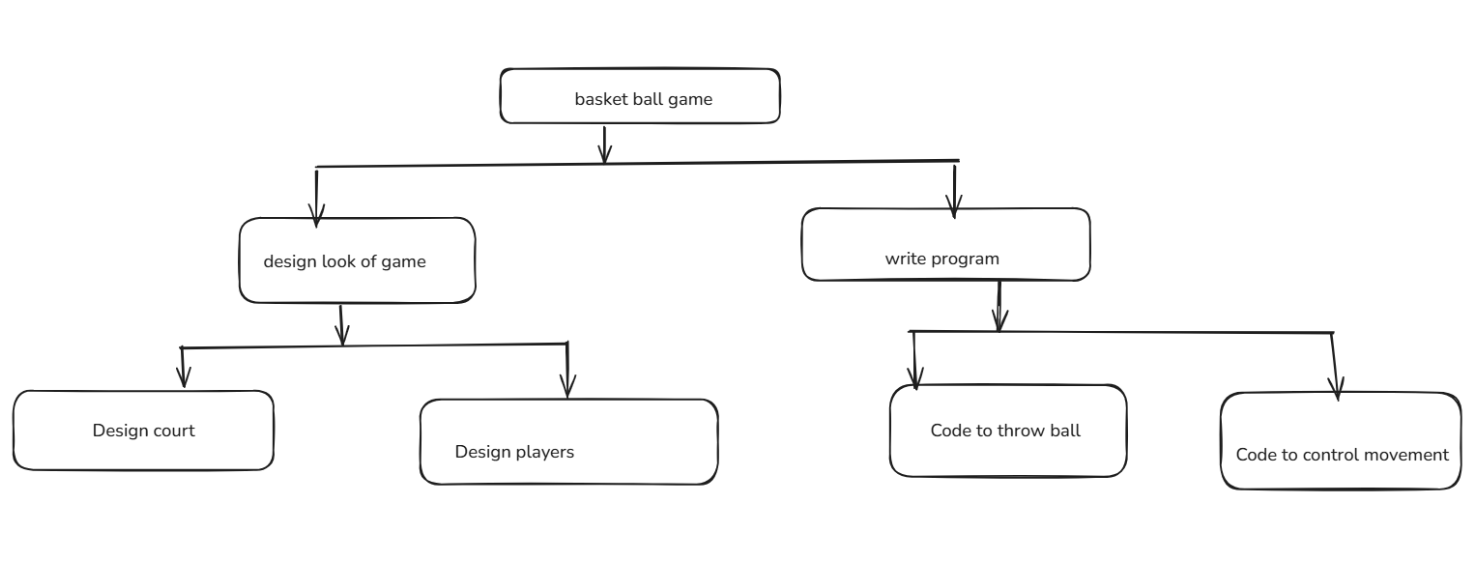 basket ball game
design look of game
write program
Design court
Design players
Code to throw ball
Code to control movement